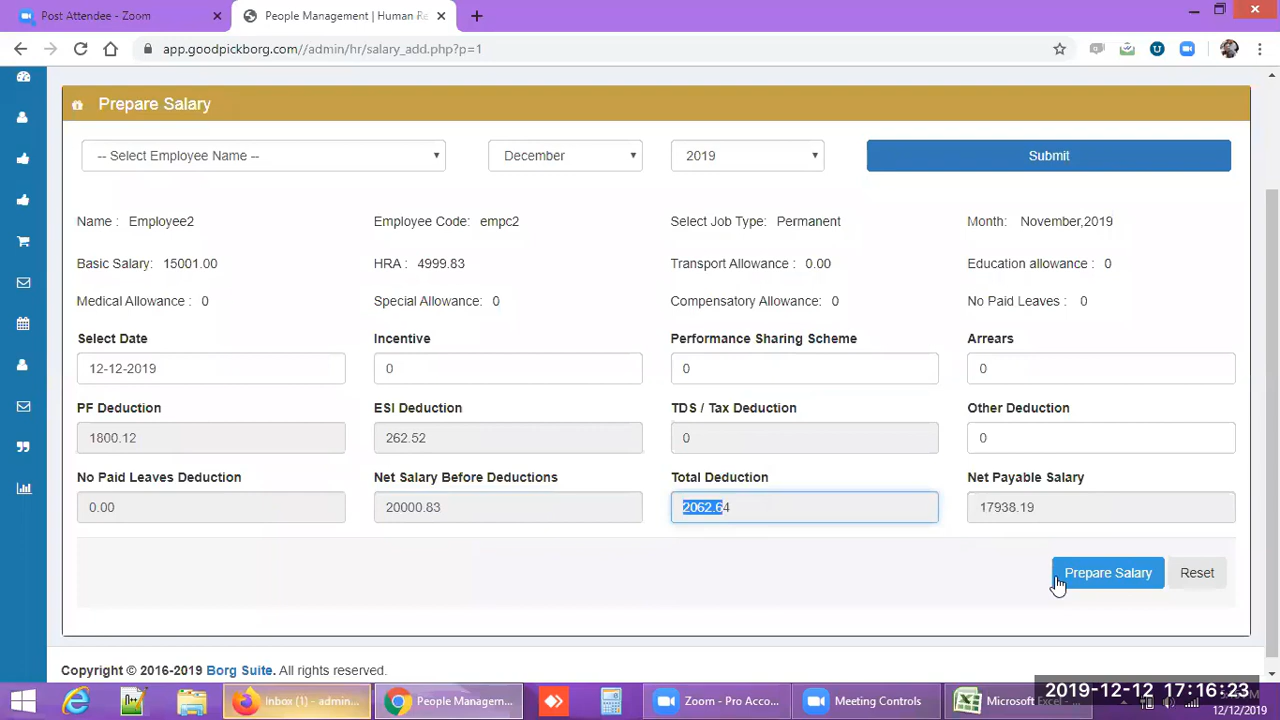 Post Attendee - Zoom
People Management | Human Re
app.goodpickborg.com//admin/hr/salary_add.php?p=1
Prepare Salary
-- Select Employee Name -- December 2019 Submit
Name : Employee2 Employee Code: empc2 Select Job Type: Permanent Month: November,2019
Basic Salary: 15001.00 HRA : 4999.83 Transport Allowance : 0.00 Education allowance : 0
Medical Allowance : 0 Special Allowance: 0 Compensatory Allowance: 0 No Paid Leaves : 0
Select Date Incentive Performance Sharing Scheme Arrears
12-12-2019 0 0 0
PF Deduction ESI Deduction TDS / Tax Deduction Other Deduction
1800.12 262.52 0 0
No Paid Leaves Deduction Net Salary Before Deductions Total Deduction Net Payable Salary
0.00 20000.83 2062.64 17938.19
Prepare Salary Reset
Copyright © 2016-2019 Borg Suite. All rights reserved.
Inbox (1) - admin... People Managem... Zoom - Pro Acco... Meeting Controls Microsoft Excel -
2019-12-12 17:16:23
12/12/2019